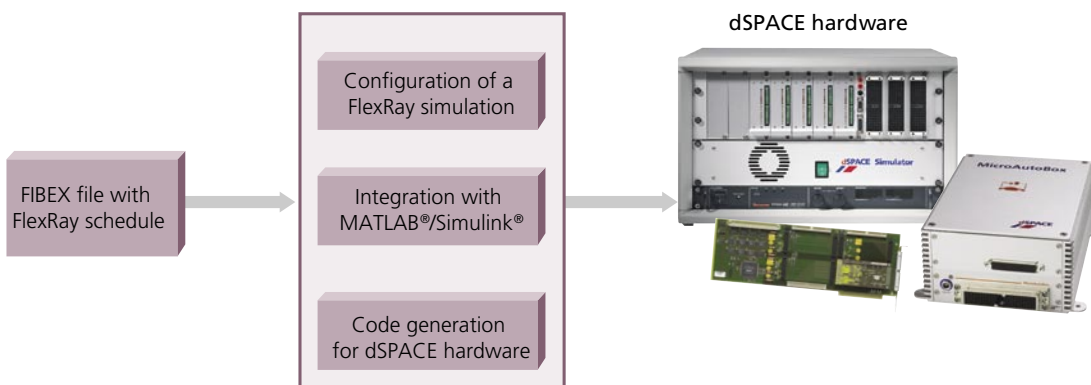 FIBEX file with
FlexRay schedule
Configuration of a
FlexRay simulation
Integration with
MATLAB®/Simulink®
Code generation
for dSPACE hardware
dSPACE hardware
dSPACE Simulator
MicroAutoBox
dSPACE